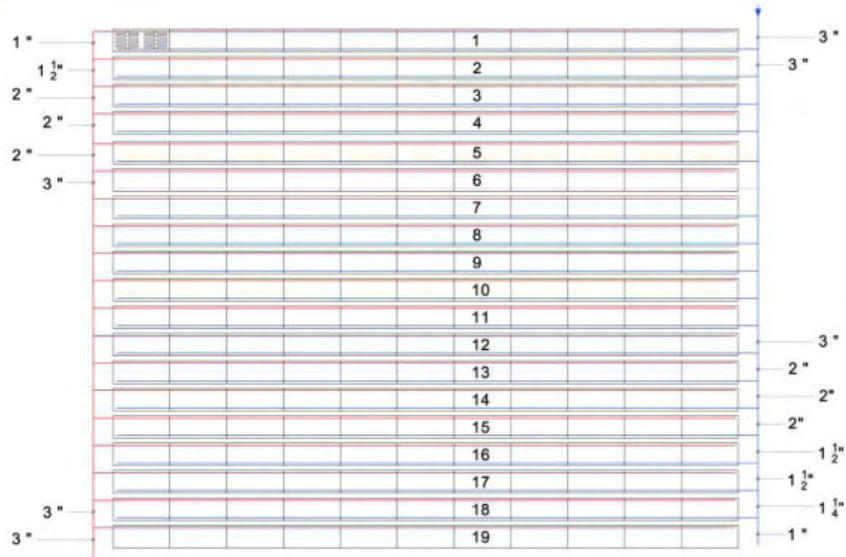 1 " 1 3 "
1 1/2" 2 3 "
2 " 3
2 " 4
2 " 5
3 " 6
7
8
9
10
11
12 3 "
13 2 "
14 2"
15 2"
16 1 1/2"
17 1 1/2"
3 " 18 1 1/4"
3 " 19 1 "